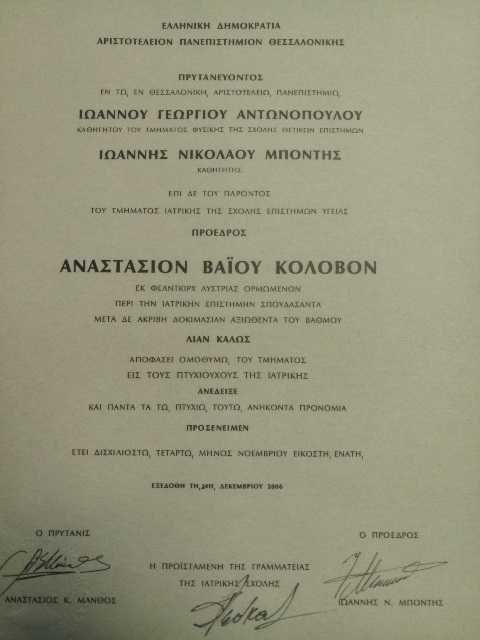 ΕΛΛΗΝΙΚΗ ΔΗΜΟΚΡΑΤΙΑ
ΑΡΙΣΤΟΤΕΛΕΙΟΝ ΠΑΝΕΠΙΣΤΗΜΙΟΝ ΘΕΣΣΑΛΟΝΙΚΗΣ
ΠΡΥΤΑΝΕΥΟΝΤΟΣ
ΕΝ ΤΩ, ΕΝ ΘΕΣΣΑΛΟΝΙΚΗ, ΑΡΙΣΤΟΤΕΛΕΙΩ, ΠΑΝΕΠΙΣΤΗΜΙΩ,
ΙΩΑΝΝΟΥ ΓΕΩΡΓΙΟΥ ΑΝΤΩΝΟΠΟΥΛΟΥ
ΚΑΘΗΓΗΤΟΥ ΤΟΥ ΤΜΗΜΑΤΟΣ ΦΥΣΙΚΗΣ ΤΗΣ ΣΧΟΛΗΣ ΘΕΤΙΚΩΝ ΕΠΙΣΤΗΜΩΝ
ΙΩΑΝΝΗΣ ΝΙΚΟΛΑΟΥ ΜΠΟΝΤΗΣ
ΚΑΘΗΓΗΤΗΣ
ΕΠΙ ΔΕ ΤΟΥ ΠΑΡΟΝΤΟΣ
ΤΟΥ ΤΜΗΜΑΤΟΣ ΙΑΤΡΙΚΗΣ ΤΗΣ ΣΧΟΛΗΣ ΕΠΙΣΤΗΜΩΝ ΥΓΕΙΑΣ
ΠΡΟΕΔΡΟΣ
ΑΝΑΣΤΑΣΙΟΝ ΒΑΪΟΥ ΚΟΛΟΒΟΝ
ΕΚ ΦΕΛΝΤΚΙΡΧ ΑΥΣΤΡΙΑΣ ΟΡΜΩΜΕΝΟΝ
ΠΕΡΙ ΤΗΝ ΙΑΤΡΙΚΗΝ ΕΠΙΣΤΗΜΗΝ ΣΠΟΥΔΑΣΑΝΤΑ
ΜΕΤΑ ΔΕ ΑΚΡΙΒΗ ΔΟΚΙΜΑΣΙΑΝ ΑΞΙΩΘΕΝΤΑ ΤΟΥ ΒΑΘΜΟΥ
ΛΙΑΝ ΚΑΛΩΣ
ΑΠΟΦΑΣΕΙ ΟΜΟΘΥΜΩ, ΤΟΥ ΤΜΗΜΑΤΟΣ
ΕΙΣ ΤΟΥΣ ΠΤΥΧΙΟΥΧΟΥΣ ΤΗΣ ΙΑΤΡΙΚΗΣ
ΑΝΕΔΕΙΞΕ
ΚΑΙ ΠΑΝΤΑ ΤΑ ΤΩ, ΠΤΥΧΙΩ, ΤΟΥΤΩ, ΑΝΗΚΟΝΤΑ ΠΡΟΝΟΜΙΑ
ΠΡΟΣΕΝΕΙΜΕΝ
ΕΤΕΙ ΔΙΣΧΙΛΙΟΣΤΩ, ΤΕΤΑΡΤΩ, ΜΗΝΟΣ ΝΟΕΜΒΡΙΟΥ ΕΙΚΟΣΤΗ, ΕΝΑΤΗ,
ΕΞΕΔΟΘΗ ΤΗ, 20Η, ΔΕΚΕΜΒΡΙΟΥ 2006
Ο ΠΡΥΤΑΝΙΣ
Ο ΠΡΟΕΔΡΟΣ
Η ΠΡΟΪΣΤΑΜΕΝΗ ΤΗΣ ΓΡΑΜΜΑΤΕΙΑΣ
ΤΗΣ ΙΑΤΡΙΚΗΣ ΣΧΟΛΗΣ
ΑΝΑΣΤΑΣΙΟΣ Κ. ΜΑΝΘΟΣ
ΙΩΑΝΝΗΣ Ν. ΜΠΟΝΤΗΣ